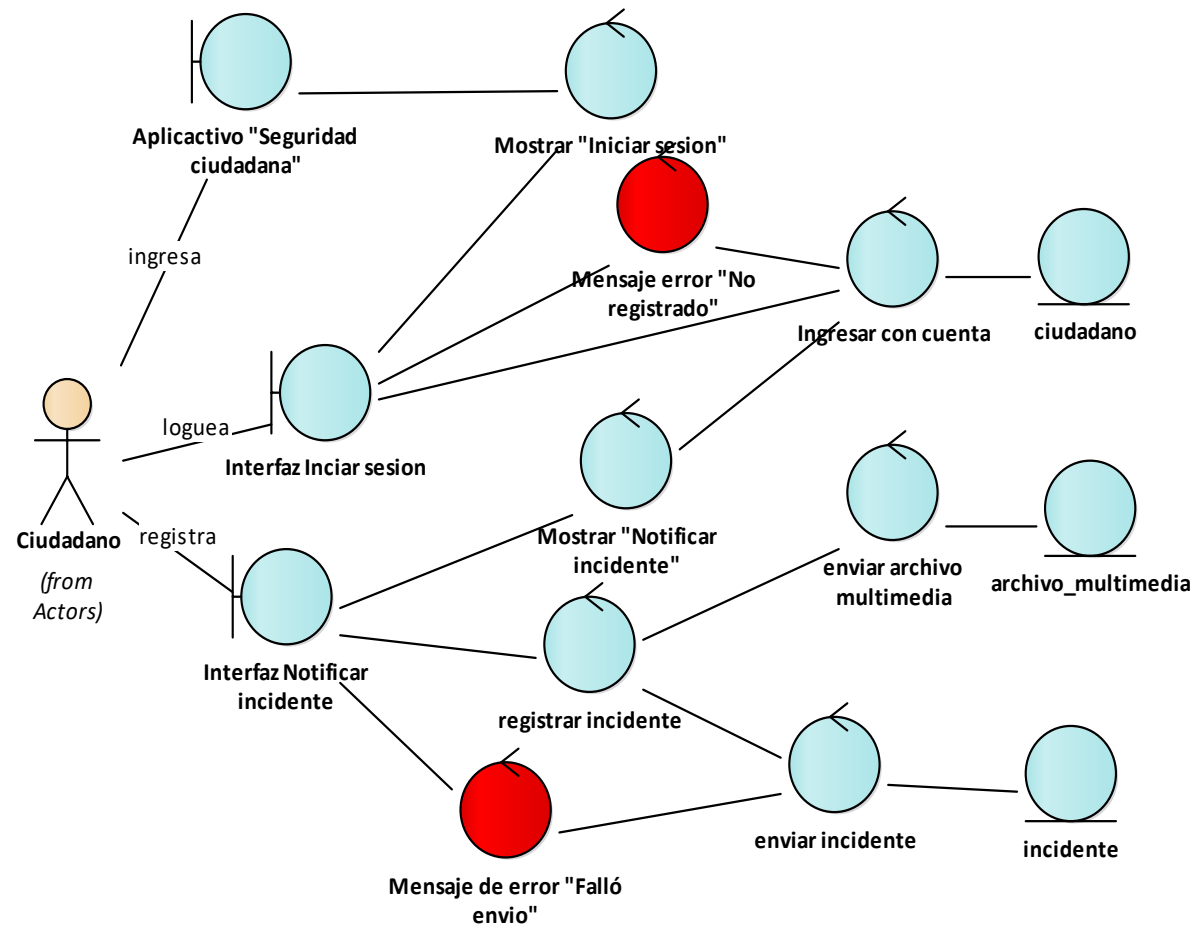 Aplicactivo "Seguridad
ciudadana"
Mostrar "Iniciar sesion"
ingresa
Mensaje error "No
registrado"
Ingresar con cuenta
ciudadano
loguea
Interfaz Inciar sesion
Ciudadano
(from
Actors)
registra
Mostrar "Notificar
incidente"
enviar archivo
multimedia
archivo_multimedia
Interfaz Notificar
incidente
registrar incidente
enviar incidente
incidente
Mensaje de error "Falló
envio"